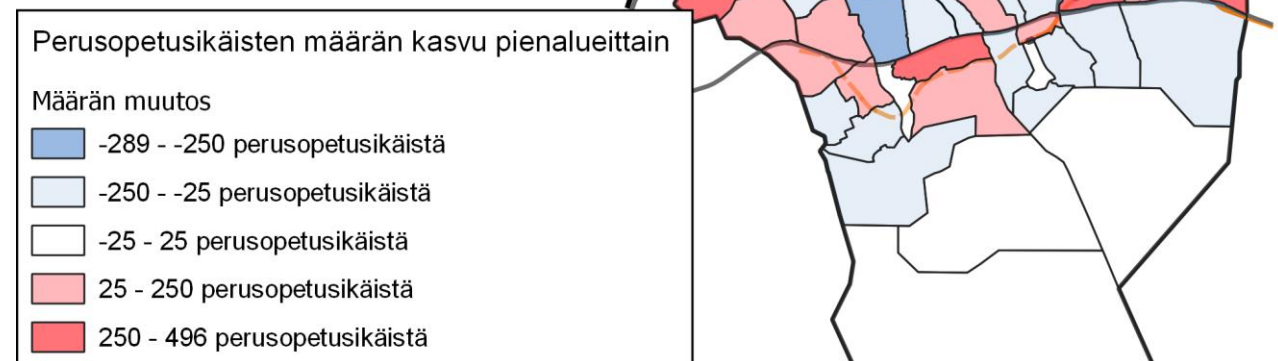 Perusopetusikäisten määrän kasvu pienalueittain
Määrän muutos
-289 - -250 perusopetusikäistä
-250 - -25 perusopetusikäistä
-25 - 25 perusopetusikäistä
25 - 250 perusopetusikäistä
250 - 496 perusopetusikäistä